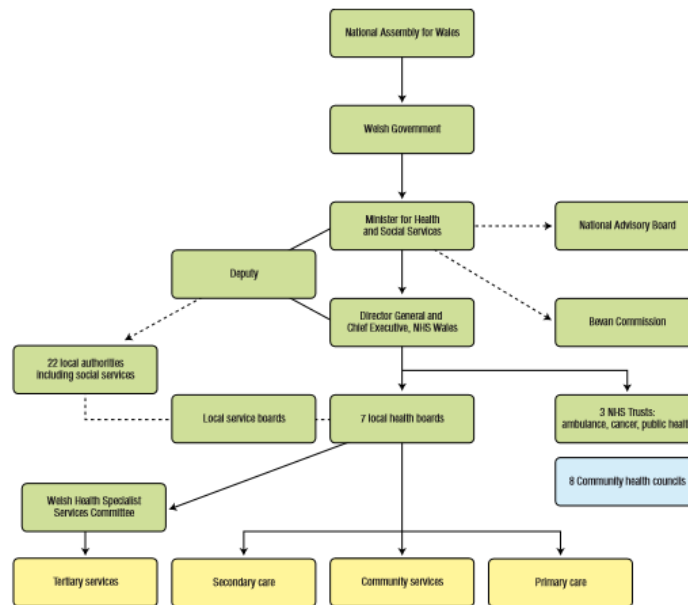 National Assembly for Wales
Welsh Government
Minister for Health
and Social Services
National Advisory Board
Deputy
Director General and
Chief Executive, NHS Wales
Bevan Commission
22 local authorities
including social services
Local service boards
7 local health boards
3 NHS Trusts:
ambulance, cancer, public health
8 Community health councils
Welsh Health Specialist
Services Committee
Tertiary services
Secondary care
Community services
Primary care